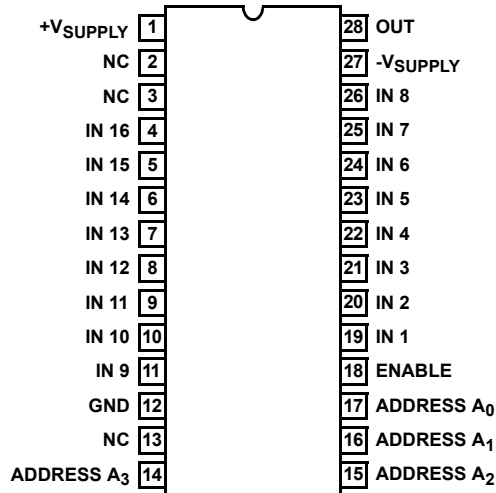 +VSUPPLY 1 28 OUT
NC 2 27 -VSUPPLY
NC 3 26 IN 8
IN 16 4 25 IN 7
IN 15 5 24 IN 6
IN 14 6 23 IN 5
IN 13 7 22 IN 4
IN 12 8 21 IN 3
IN 11 9 20 IN 2
IN 10 10 19 IN 1
IN 9 11 18 ENABLE
GND 12 17 ADDRESS A0
NC 13 16 ADDRESS A1
ADDRESS A3 14 15 ADDRESS A2